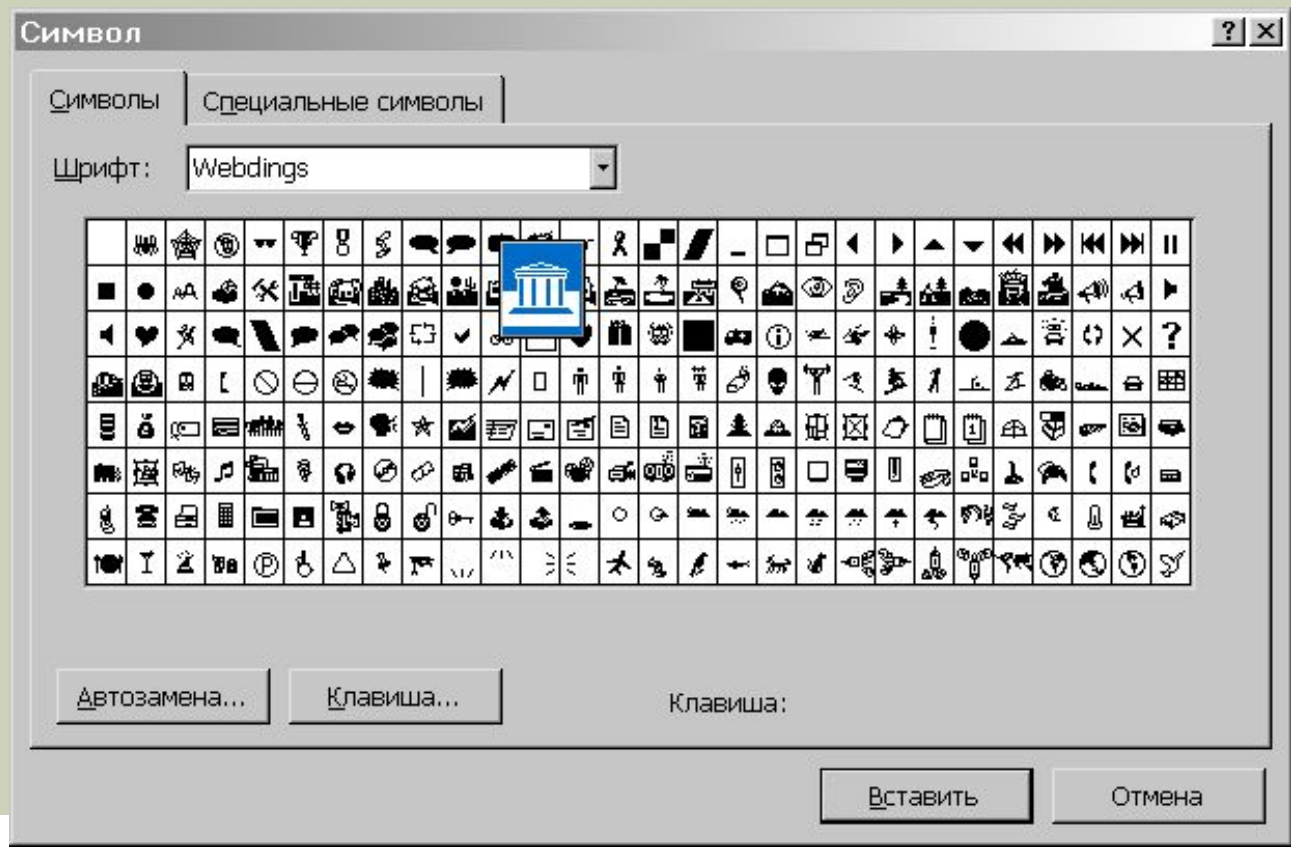 Символ
Символы Специальные символы
Шрифт: Webdings
Автозамена... Клавиша... Клавиша:
Вставить Отмена